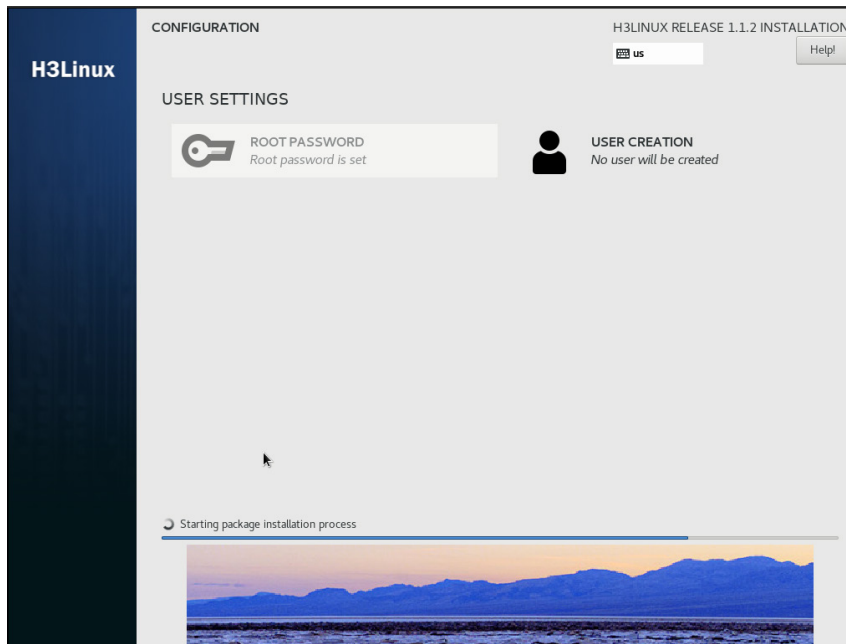 CONFIGURATION
H3LINUX RELEASE 1.1.2 INSTALLATION
us
Help!
H3Linux
USER SETTINGS
ROOT PASSWORD
Root password is set
USER CREATION
No user will be created
Starting package installation process